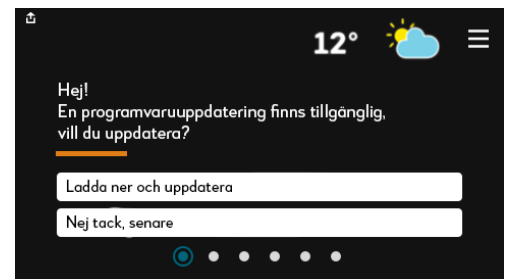 12°
Hej!
En programvaruuppdatering finns tillgänglig,
vill du uppdatera?
Ladda ner och uppdatera
Nej tack, senare